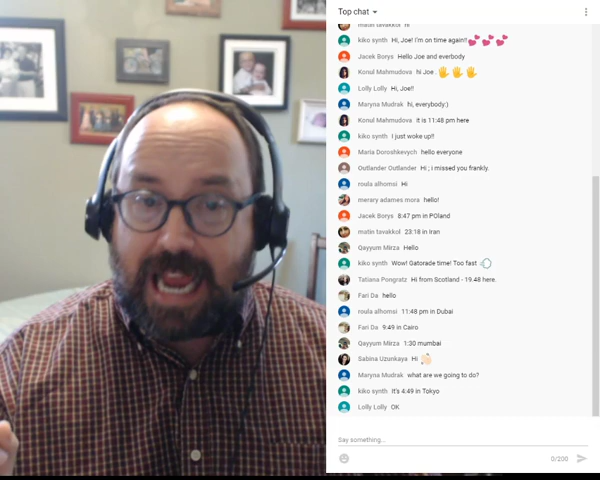 Top chat
matin tavakkol hi
kiko synth Hi, Joe! I'm on time again!! 💕 💕 💕
Jacek Borys Hello Joe and everbody
Konul Mahmudova hi Joe 🖐 🖐 🖐
Lolly Lolly Hi, Joe!!
Maryna Mudrak hi, everybody:)
Konul Mahmudova it is 11:48 pm here
kiko synth I just woke up!!
Maria Doroshkevych hello everyone
Outlander Outlander Hi ; i missed you frankly.
roula alhomsi Hi
merary adames mora hello!
Jacek Borys 8:47 pm in POland
matin tavakkol 23:18 in Iran
Qayyum Mirza Hello
kiko synth Wow! Gatorade time! Too fast 💨
Tatiana Pongratz Hi from Scotland - 19.48 here.
Fari Da hello
roula alhomsi 11:48 pm in Dubai
Fari Da 9:49 in Cairo
Qayyum Mirza 1:30 mumbai
Sabina Uzunkaya Hi 👋🏻
Maryna Mudrak what are we going to do?
kiko synth it's 4:49 in Tokyo
Lolly Lolly OK
Say something...
0/200